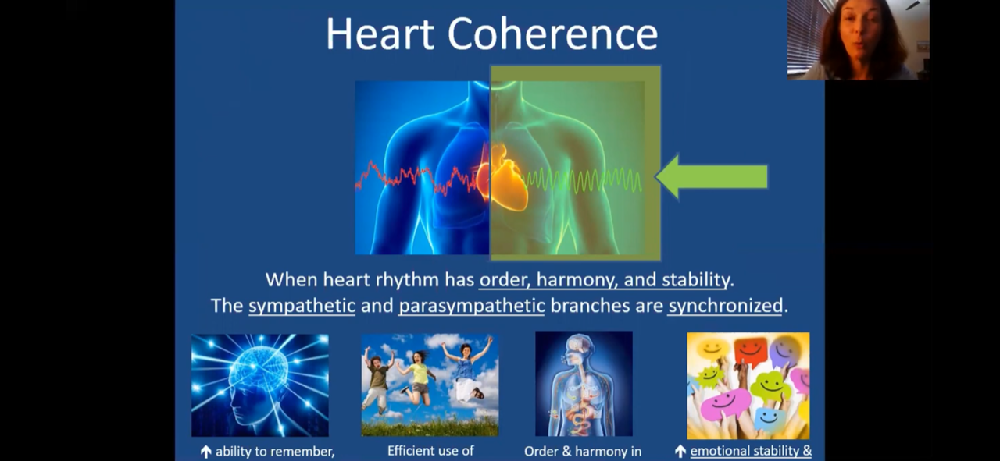 Heart Coherence
When heart rhythm has order, harmony, and stability.
The sympathetic and parasympathetic branches are synchronized.
↑ ability to remember,
Efficient use of
Order & harmony in
↑ emotional stability &